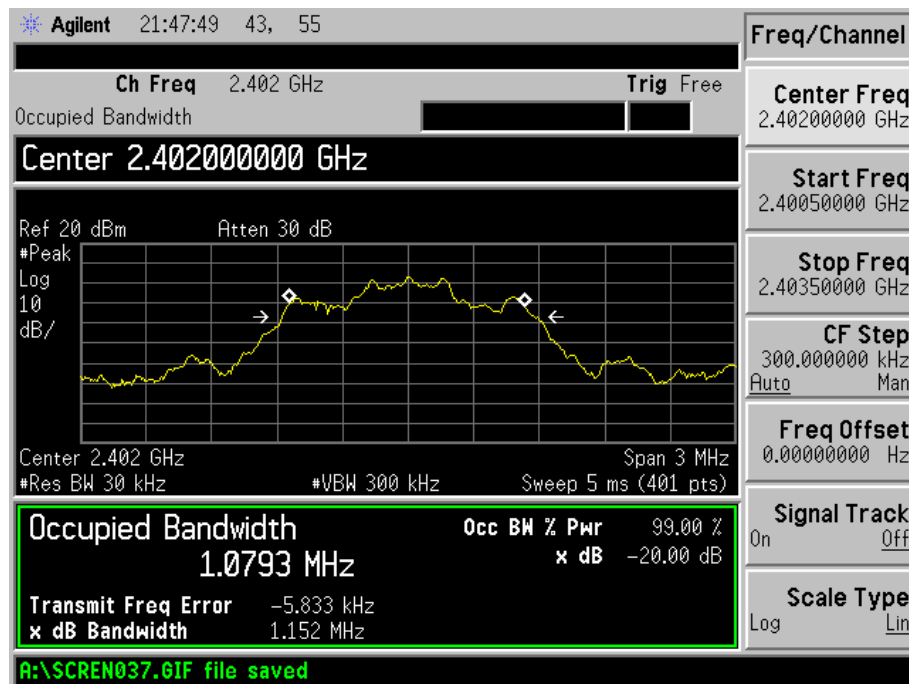 Agilent 21:47:49 43, 55
Ch Freq 2.402 GHz Trig Free
Occupied Bandwidth
Center 2.402000000 GHz
Ref 20 dBm Atten 30 dB
#Peak
Log
10
dB/
Center 2.402 GHz Span 3 MHz
#Res BW 30 kHz #VBW 300 kHz Sweep 5 ms (401 pts)
Occupied Bandwidth Occ BW % Pwr 99.00 %
1.0793 MHz x dB -20.00 dB
Transmit Freq Error -5.833 kHz
x dB Bandwidth 1.152 MHz
A:\SCREN037.GIF file saved
Freq/Channel
Center Freq
2.40200000 GHz
Start Freq
2.40050000 GHz
Stop Freq
2.40350000 GHz
CF Step
300.000000 kHz
Auto Man
Freq Offset
0.00000000 Hz
Signal Track
On Off
Scale Type
Log Lin